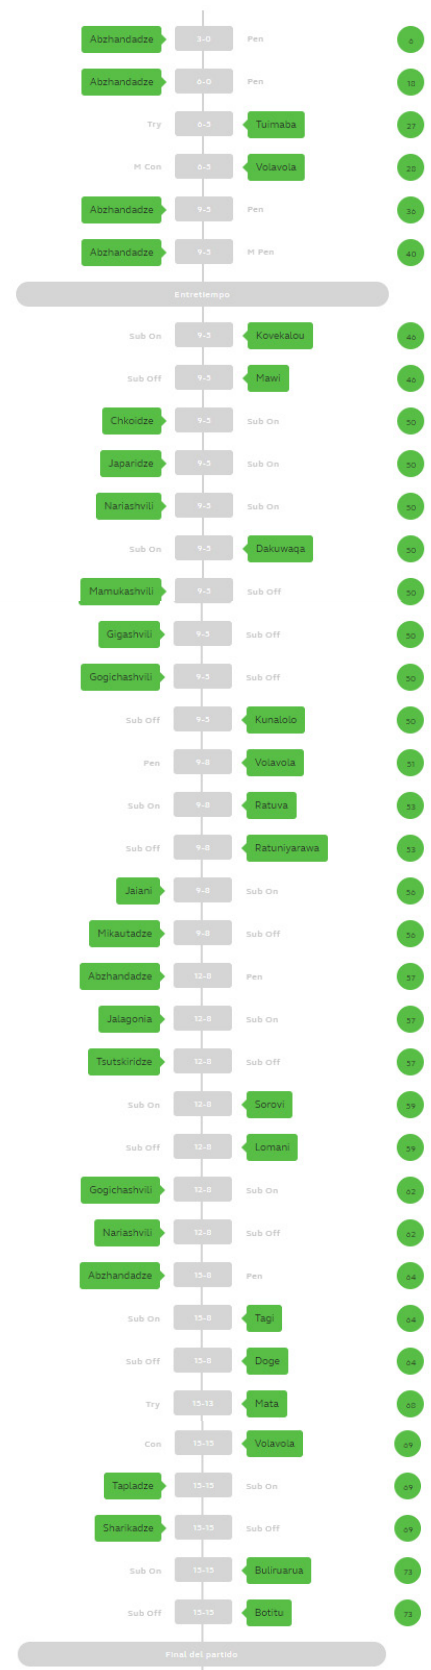 Abzhandadze 3-0 Pen 6
Abzhandadze 6-0 Pen 18
Try 6-5 Tuimaba 27
M Con 6-5 Volavola 28
Abzhandadze 9-5 Pen 36
Abzhandadze 9-5 M Pen 40
Entretiempo
Sub On 9-5 Kovekalou 46
Sub Off 9-5 Mawi 46
Chkoidze 9-5 Sub On 50
Japaridze 9-5 Sub On 50
Nariashvili 9-5 Sub On 50
Sub On 9-5 Dakuwaqa 50
Mamukashvili 9-5 Sub Off 50
Gigashvili 9-5 Sub Off 50
Gogichashvili 9-5 Sub Off 50
Sub Off 9-5 Kunalolo 50
Pen 9-8 Volavola 51
Sub On 9-8 Ratuva 53
Sub Off 9-8 Ratuniyarawa 53
Jaiani 9-8 Sub On 56
Mikautadze 9-8 Sub Off 56
Abzhandadze 12-8 Pen 57
Jalagonia 12-8 Sub On 57
Tsutskiridze 12-8 Sub Off 57
Sub On 12-8 Sorovi 59
Sub Off 12-8 Lomani 59
Gogichashvili 12-8 Sub On 62
Nariashvili 12-8 Sub Off 62
Abzhandadze 15-8 Pen 64
Sub On 15-8 Tagi 64
Sub Off 15-8 Doge 64
Try 15-13 Mata 68
Con 15-15 Volavola 69
Tapladze 15-15 Sub On 69
Sharikadze 15-15 Sub Off 69
Sub On 15-15 Buliruarua 73
Sub Off 15-15 Botitu 73
Final del partido